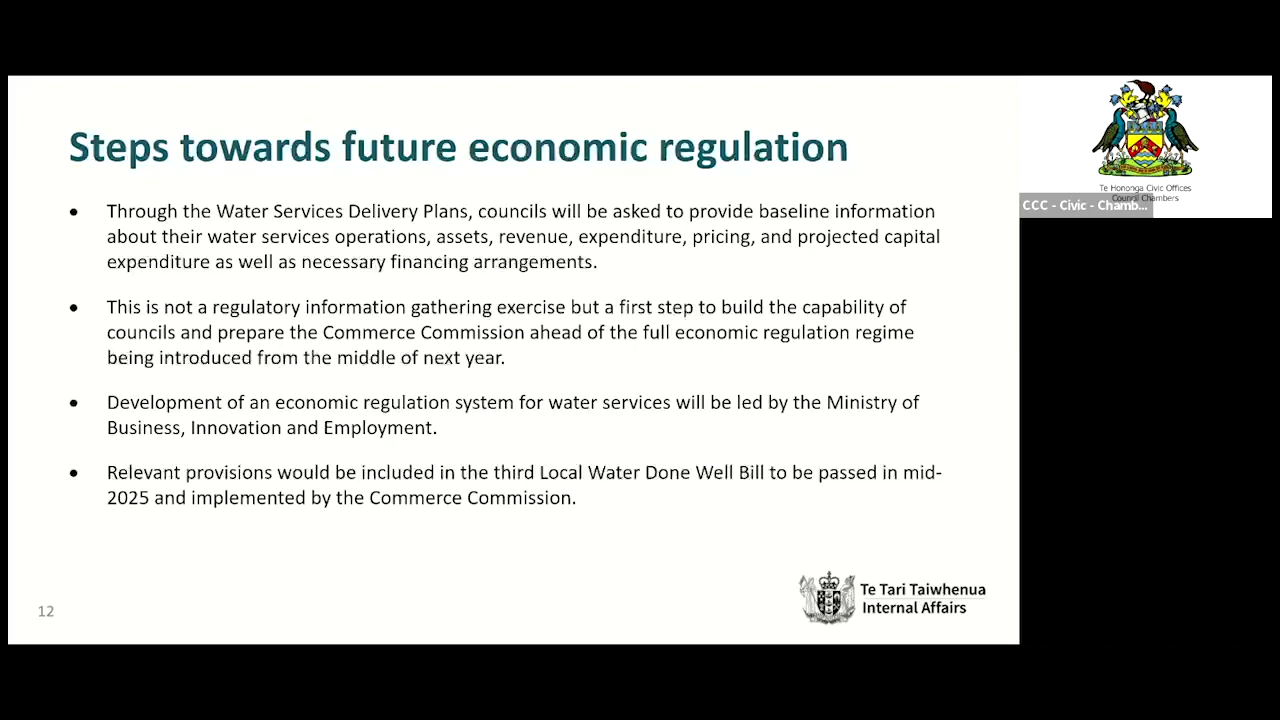 Steps towards future economic regulation
• Through the Water Services Delivery Plans, councils will be asked to provide baseline information
about their water services operations, assets, revenue, expenditure, pricing, and projected capital
expenditure as well as necessary financing arrangements.
• This is not a regulatory information gathering exercise but a first step to build the capability of
councils and prepare the Commerce Commission ahead of the full economic regulation regime
being introduced from the middle of next year.
• Development of an economic regulation system for water services will be led by the Ministry of
Business, Innovation and Employment.
• Relevant provisions would be included in the third Local Water Done Well Bill to be passed in mid-
2025 and implemented by the Commerce Commission.
12
Te Tari Taiwhenua
Internal Affairs
Te Hononga Civic Offices
Council Chambers
CCC - Civic - Chamb...